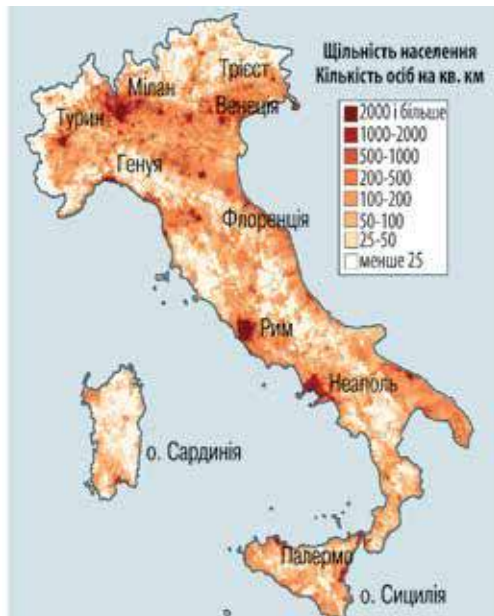 Щільність населення
Кількість осіб на кв. км
2000 і більше
1000-2000
500-1000
200-500
100-200
50-100
25-50
менше 25
Трієст
Мілан
Венеція
Турин
Генуя
Флоренція
Рим
Неаполь
о. Сардинія
Палермо
о. Сицилія